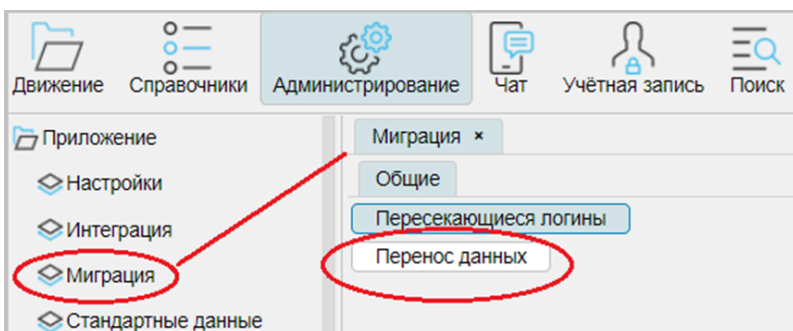 Движение Справочники Администрирование Чат Учётная запись Поиск
Приложение
Настройки
Интеграция
Миграция
Стандартные данные
Миграция ×
Общие
Пересекающиеся логины
Перенос данных